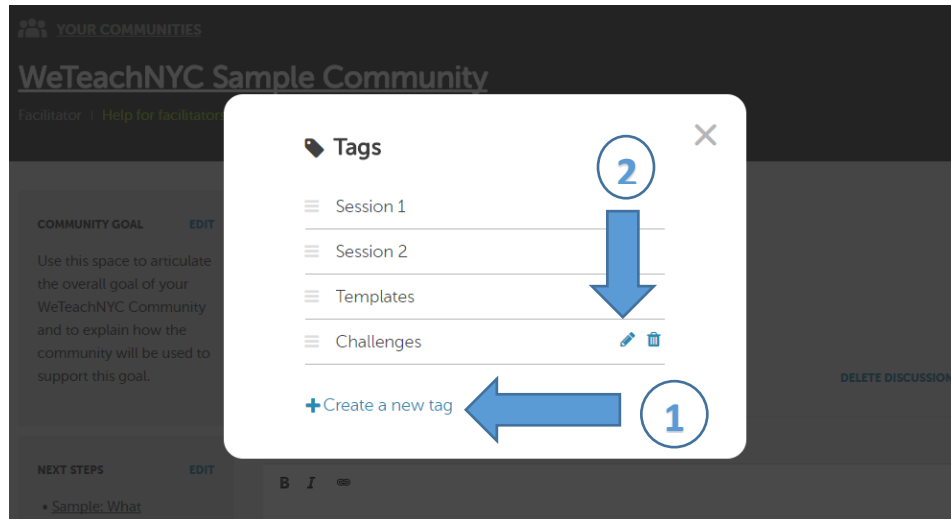 YOUR COMMUNITIES
WeTeachNYC Sample Community
Facilitator | Help for facilitators
Tags
2
Session 1
Session 2
Templates
Challenges
+Create a new tag
1
COMMUNITY GOAL EDIT
Use this space to articulate
the overall goal of your
WeTeachNYC Community
and to explain how the
community will be used to
support this goal.
DELETE DISCUSSION
NEXT STEPS EDIT
• Sample: What
B I